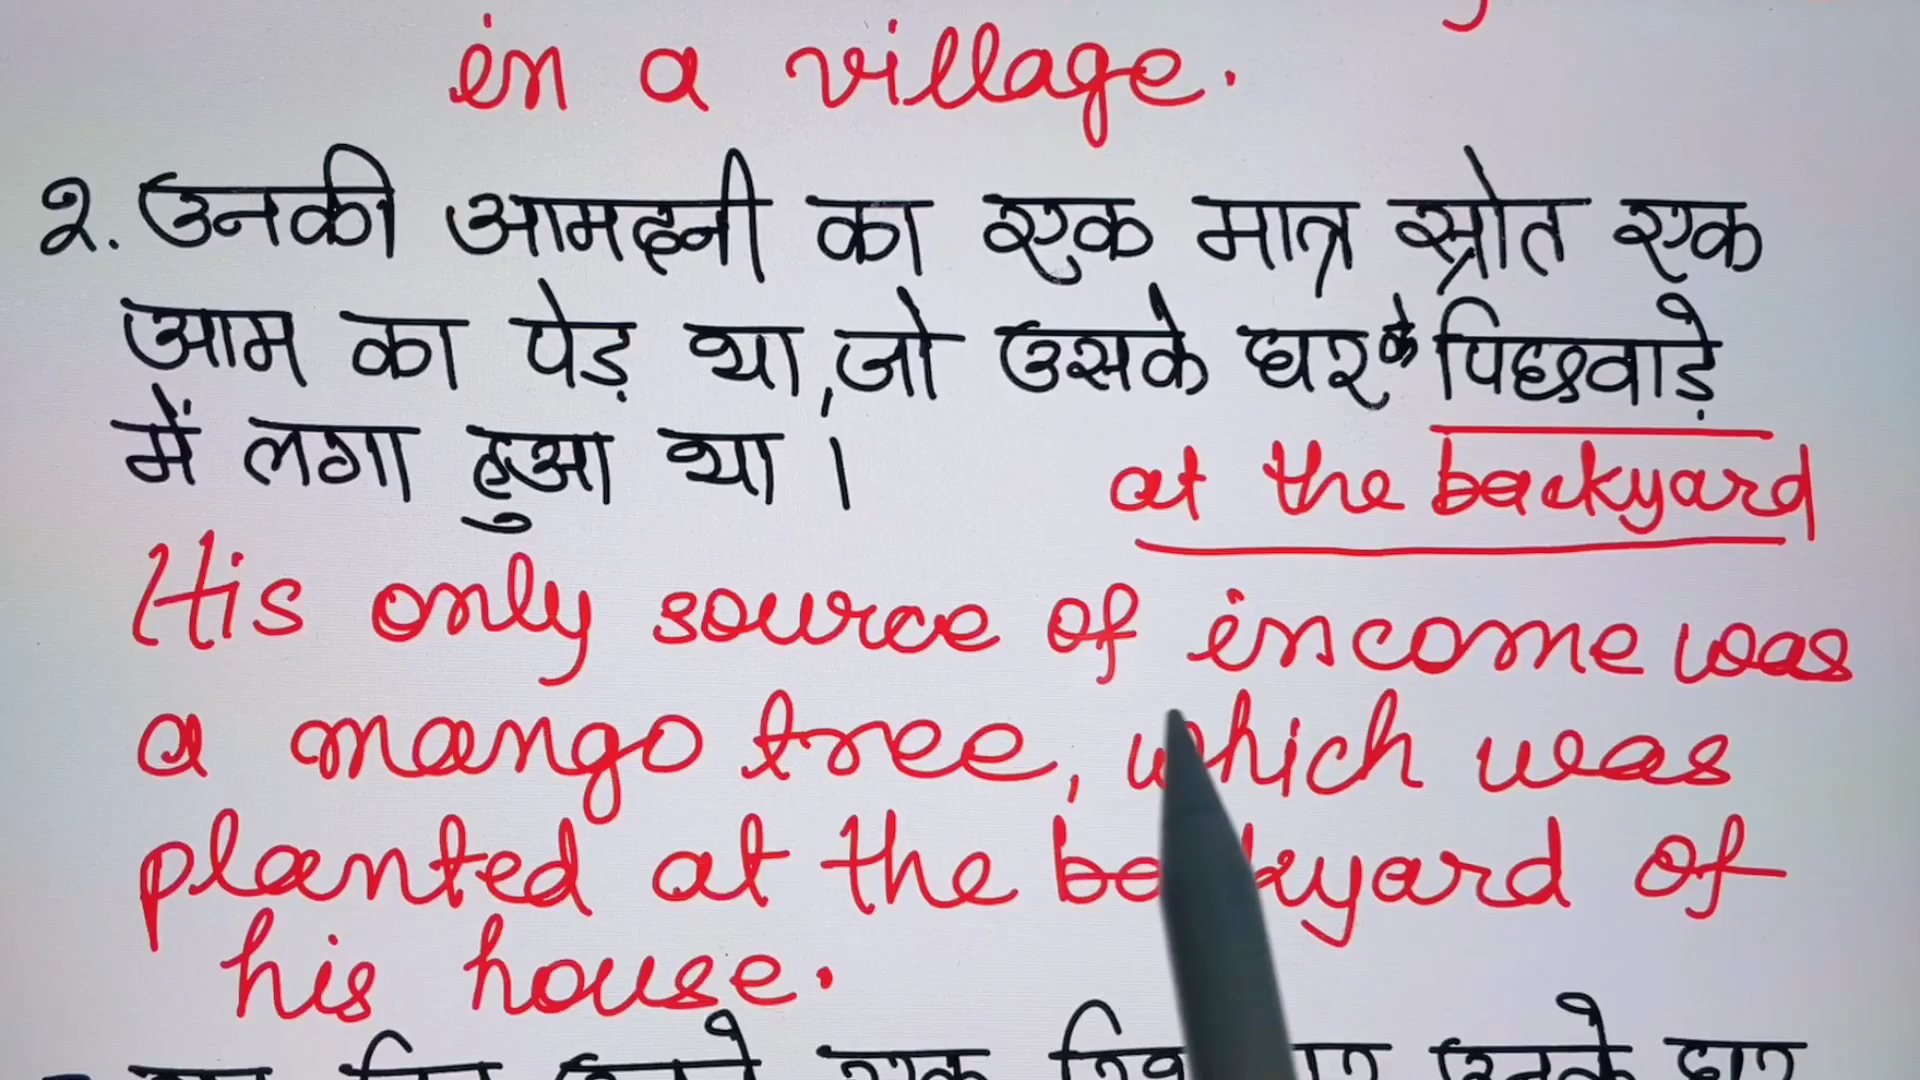 in a village.
२. उनकी आमदनी का एक मात्र स्रोत एक
आम का पेड़ था, जो उसके घर के पिछवाड़े
में लगा हुआ था।
at the backyard
His only source of income was
a mango tree, which was
planted at the backyard of
his house.